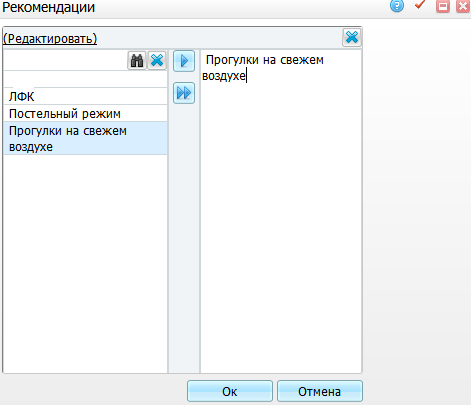 Рекомендации
(Редактировать)
ЛФК
Постельный режим
Прогулки на свежем
воздухе
Прогулки на свежем
воздухе
Ок
Отмена